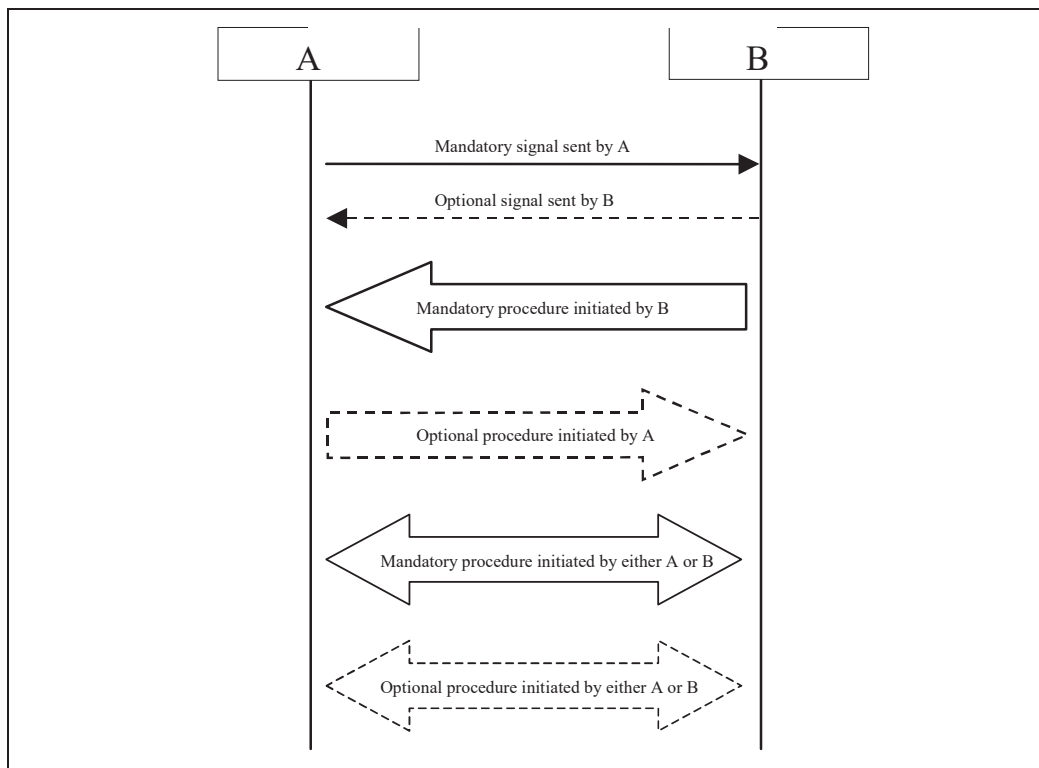 A
B
Mandatory signal sent by A
Optional signal sent by B
Mandatory procedure initiated by B
Optional procedure initiated by A
Mandatory procedure initiated by either A or B
Optional procedure initiated by either A or B